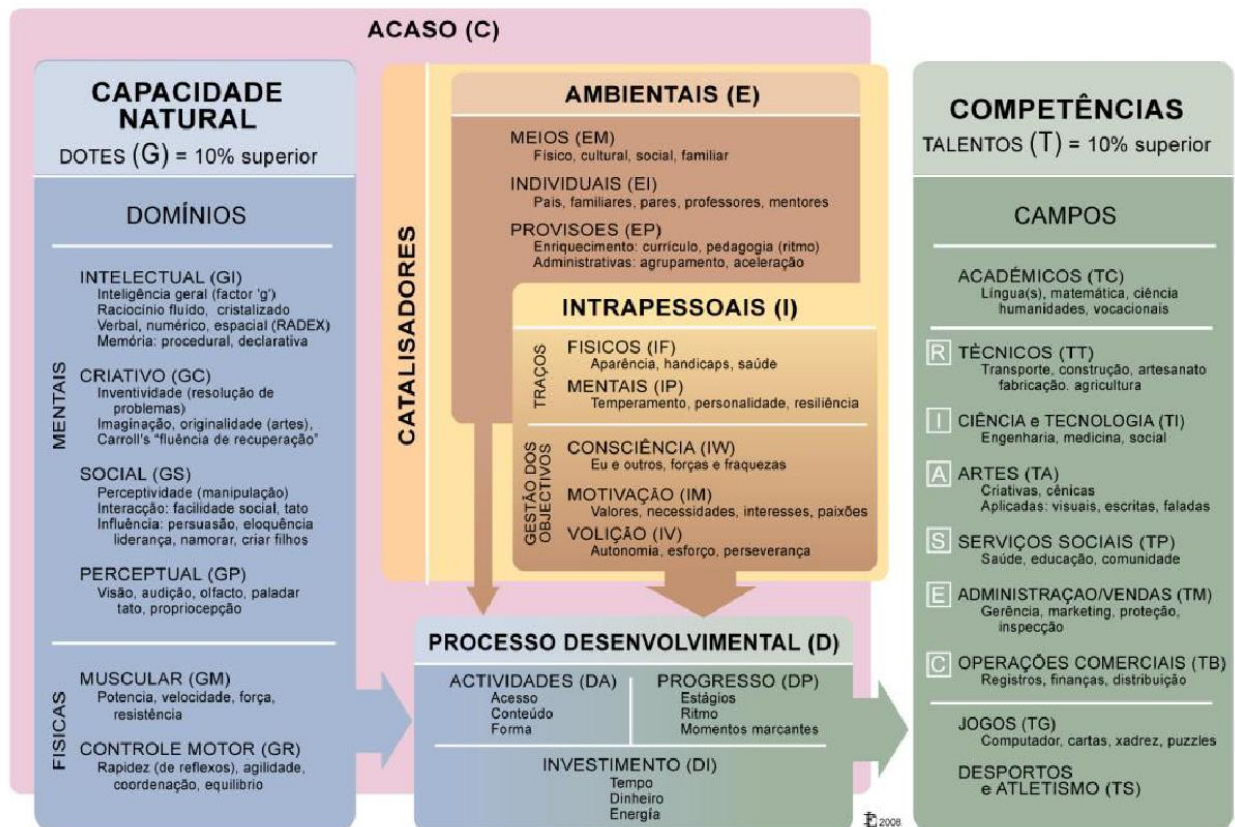 ACASO (C)
CAPACIDADE
NATURAL
DOTES (G) = 10% superior
DOMÍNIOS
MENTAIS
INTELECTUAL (GI)
Inteligência geral (factor 'g')
Raciocínio fluído, cristalizado
Verbal, numérico, espacial (RADEX)
Memória: procedural, declarativa
CRIATIVO (GC)
Inventividade (resolução de
problemas)
Imaginação, originalidade (artes),
Carroll's "fluência de recuperação"
SOCIAL (GS)
Perceptividade (manipulação)
Interacção: facilidade social, tato
Influência: persuasão, eloquência
liderança, namorar, criar filhos
PERCEPTUAL (GP)
Visão, audição, olfacto, paladar
tato, propriocepção
FISICAS
MUSCULAR (GM)
Potencia, velocidade, força,
resistência
CONTROLE MOTOR (GR)
Rapidez (de reflexos), agilidade,
coordenação, equilibrio
CATALISADORES
AMBIENTAIS (E)
MEIOS (EM)
Físico, cultural, social, familiar
INDIVIDUAIS (EI)
Pais, familiares, pares, professores, mentores
PROVISOES (EP)
Enriquecimento: currículo, pedagogia (ritmo)
Administrativas: agrupamento, aceleração
INTRAPESSOAIS (I)
TRAÇOS
FISICOS (IF)
Aparência, handicaps, saúde
MENTAIS (IP)
Temperamento, personalidade, resiliência
GESTÃO DOS
OBJECTIVOS
CONSCIÊNCIA (IW)
Eu e outros, forças e fraquezas
MOTIVAÇÃO (IM)
Valores, necessidades, interesses, paixões
VOLIÇÃO (IV)
Autonomia, esforço, perseverança
PROCESSO DESENVOLVIMENTAL (D)
ACTIVIDADES (DA)
Acesso
Conteúdo
Forma
PROGRESSO (DP)
Estágios
Ritmo
Momentos marcantes
INVESTIMENTO (DI)
Tempo
Dinheiro
Energía
COMPETÊNCIAS
TALENTOS (T) = 10% superior
CAMPOS
ACADÉMICOS (TC)
Língua(s), matemática, ciência
humanidades, vocacionais
R TÉCNICOS (TT)
Transporte, construção, artesanato
fabricação, agricultura
I CIÊNCIA e TECNOLOGIA (TI)
Engenharia, medicina, social
A ARTES (TA)
Criativas, cênicas
Aplicadas: visuais, escritas, faladas
S SERVIÇOS SOCIAIS (TP)
Saúde, educação, comunidade
E ADMINISTRAÇAO/VENDAS (TM)
Gerência, marketing, proteção,
inspecção
C OPERAÇÕES COMERCIAIS (TB)
Registros, finanças, distribuição
JOGOS (TG)
Computador, cartas, xadrez, puzzles
DESPORTOS
e ATLETISMO (TS)
2008